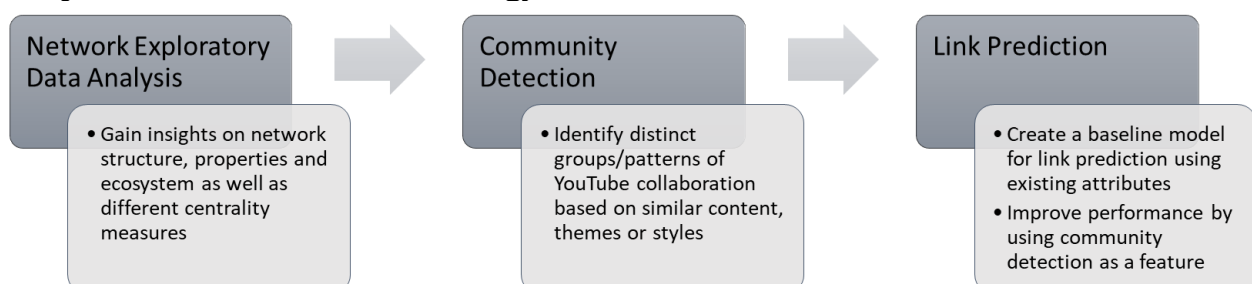 Network Exploratory
Data Analysis
• Gain insights on network
structure, properties and
ecosystem as well as
different centrality
measures
Community
Detection
• Identify distinct
groups/patterns of
YouTube collaboration
based on similar content,
themes or styles
Link Prediction
• Create a baseline model
for link prediction using
existing attributes
• Improve performance by
using community
detection as a feature